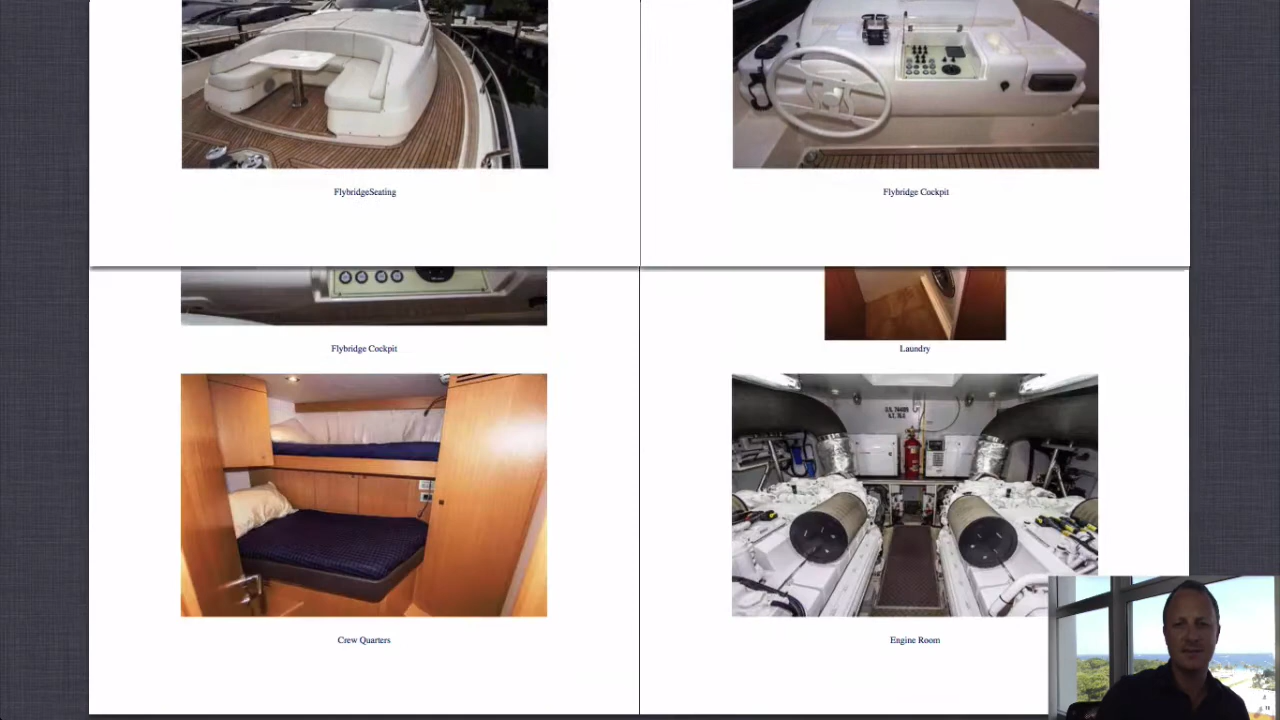 FlybridgeSeating
Flybridge Cockpit
Flybridge Cockpit
Laundry
Crew Quarters
Engine Room